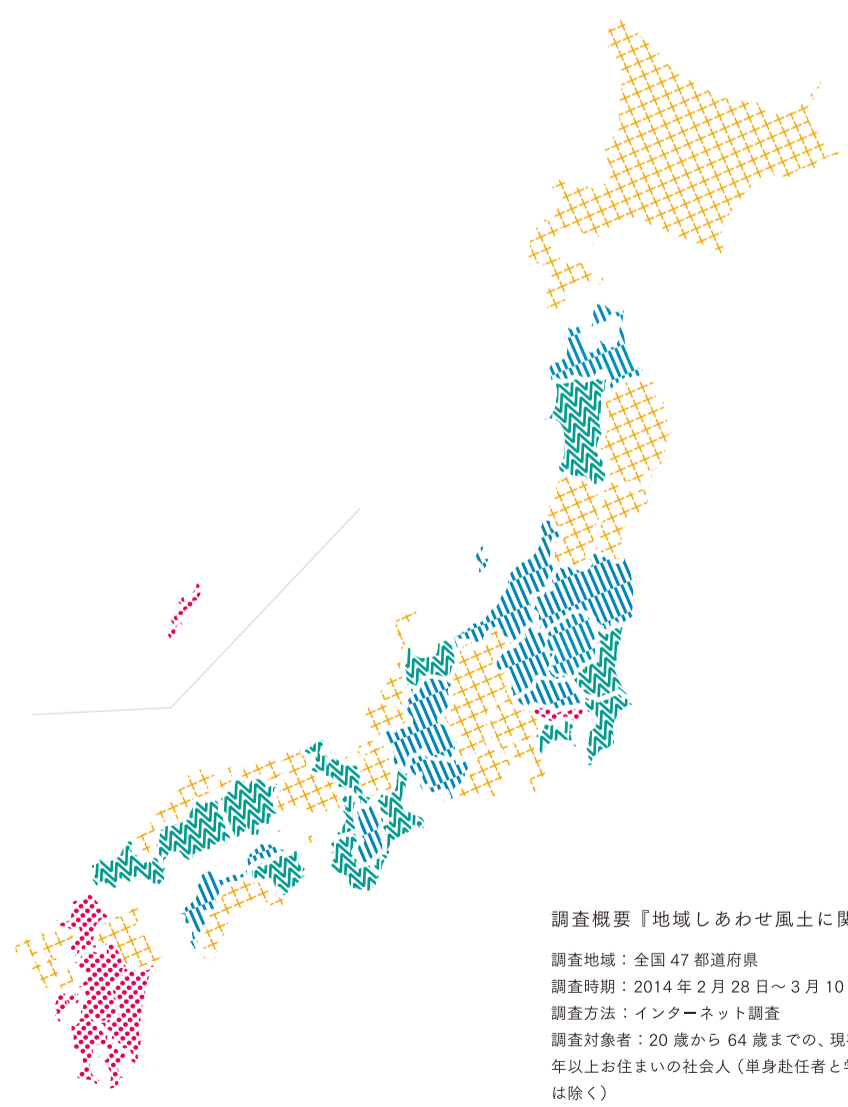 調査概要『地域しあわせ風土に関
調査地域：全国 47 都道府県
調査時期：2014 年 2 月 28 日〜 3 月 10
調査方法：インターネット調査
調査対象者：20 歳から 64 歳までの、現
年以上お住まいの社会人（単身赴任者と
は除く）